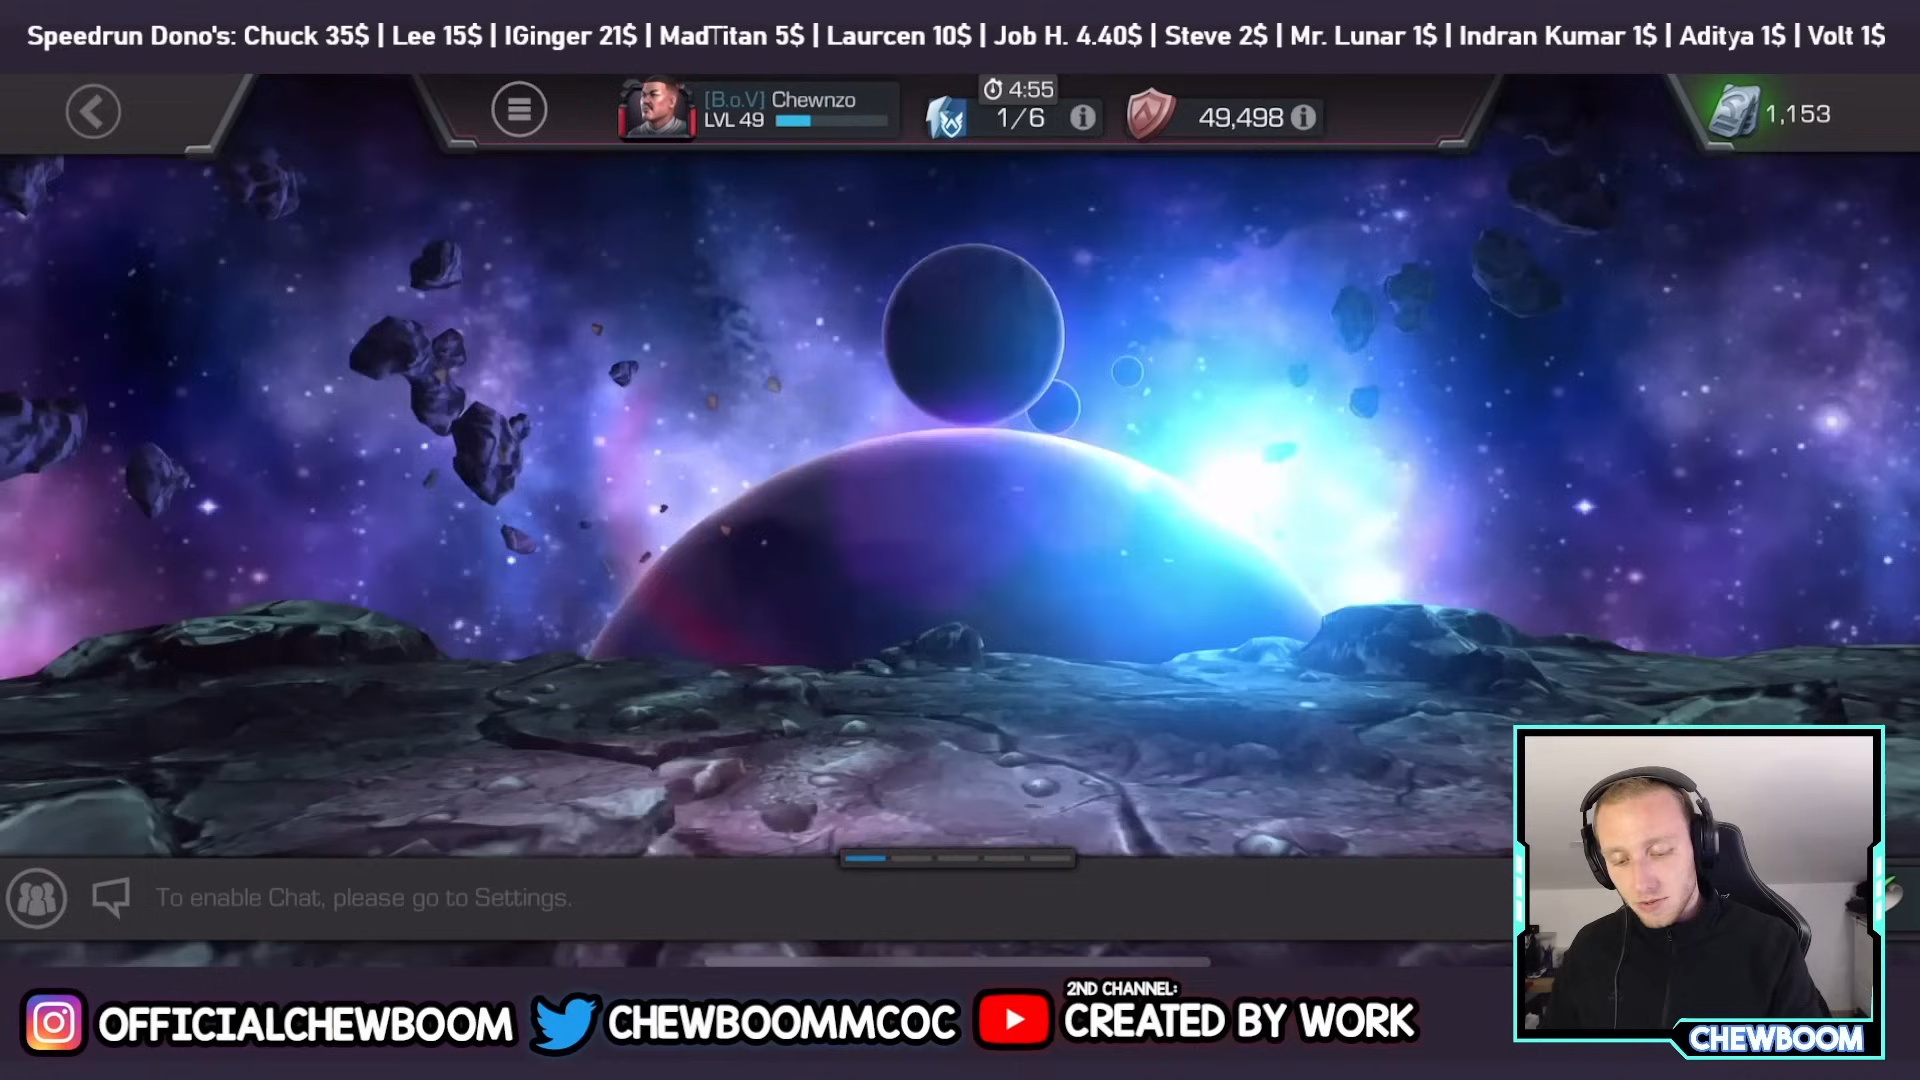 Speedrun Dono's: Chuck 35$ | Lee 15$ | IGinger 21$ | MadTitan 5$ | Laurcen 10$ | Job H. 4.40$ | Steve 2$ | Mr. Lunar 1$ | Indran Kumar 1$ | Aditya 1$ | Volt 1$
[B.o.V] Chewnzo
LVL 49
4:55
1/6
49,498
1,153
To enable Chat, please go to Settings.
OFFICIALCHEWBOOM
CHEWBOOMMCOC
2ND CHANNEL:
CREATED BY WORK
CHEWBOOM